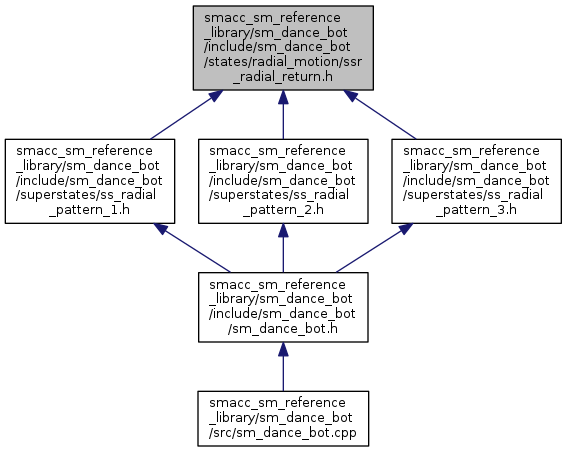 smacc_sm_reference
_library/sm_dance_bot
/include/sm_dance_bot
/states/radial_motion/ssr
_radial_return.h
smacc_sm_reference
_library/sm_dance_bot
/include/sm_dance_bot
/superstates/ss_radial
_pattern_1.h
smacc_sm_reference
_library/sm_dance_bot
/include/sm_dance_bot
/superstates/ss_radial
_pattern_2.h
smacc_sm_reference
_library/sm_dance_bot
/include/sm_dance_bot
/superstates/ss_radial
_pattern_3.h
smacc_sm_reference
_library/sm_dance_bot
/include/sm_dance_bot
/sm_dance_bot.h
smacc_sm_reference
_library/sm_dance_bot
/src/sm_dance_bot.cpp